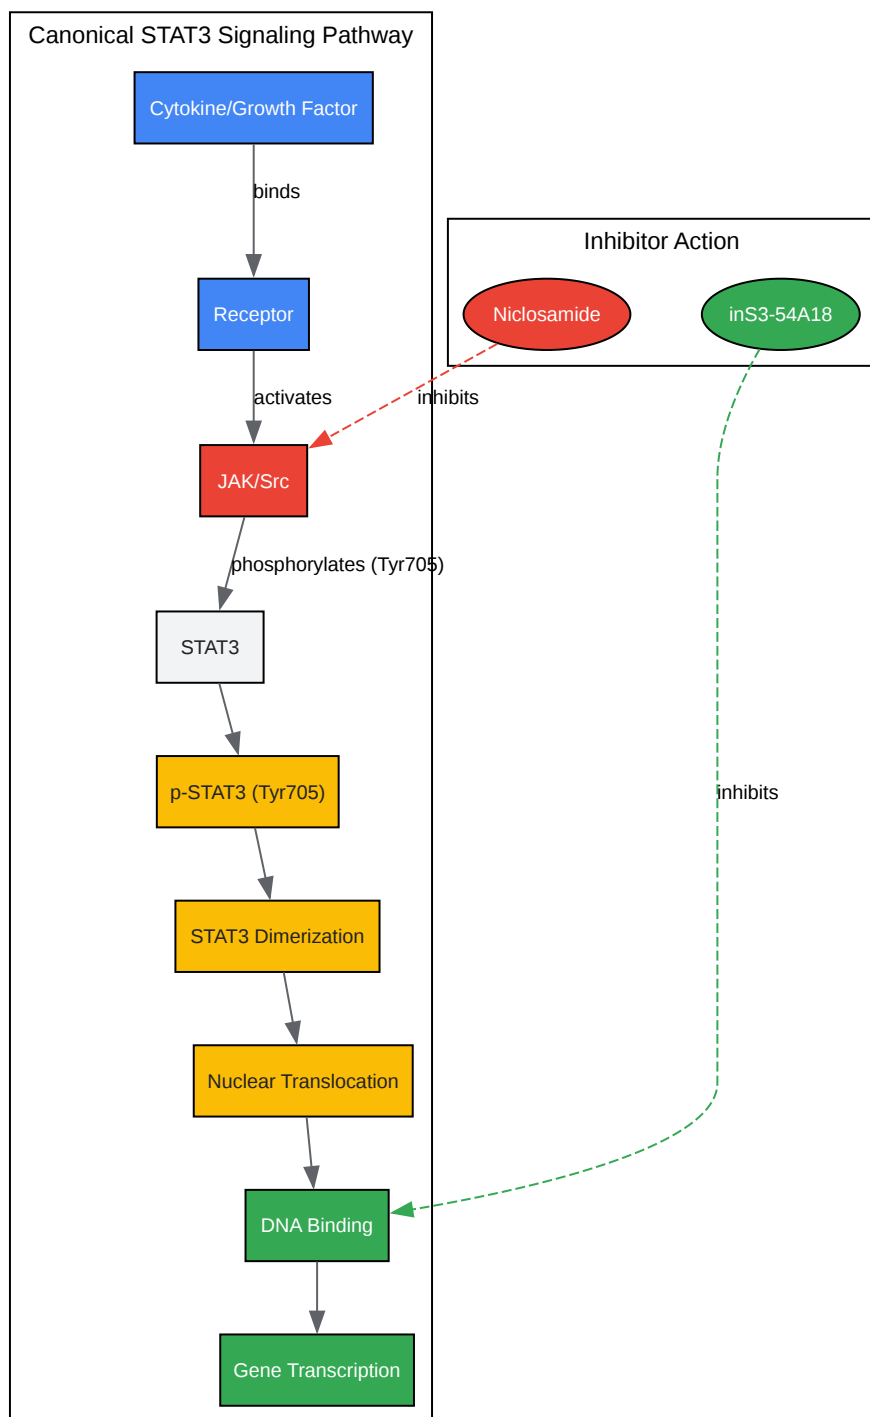 Canonical STAT3 Signaling Pathway
Cytokine/Growth Factor
binds
Inhibitor Action
Receptor
Niclosamide
inS3-54A18
activates
inhibits
JAK/Src
phosphorylates (Tyr705)
STAT3
p-STAT3 (Tyr705)
inhibits
STAT3 Dimerization
Nuclear Translocation
DNA Binding
Gene Transcription